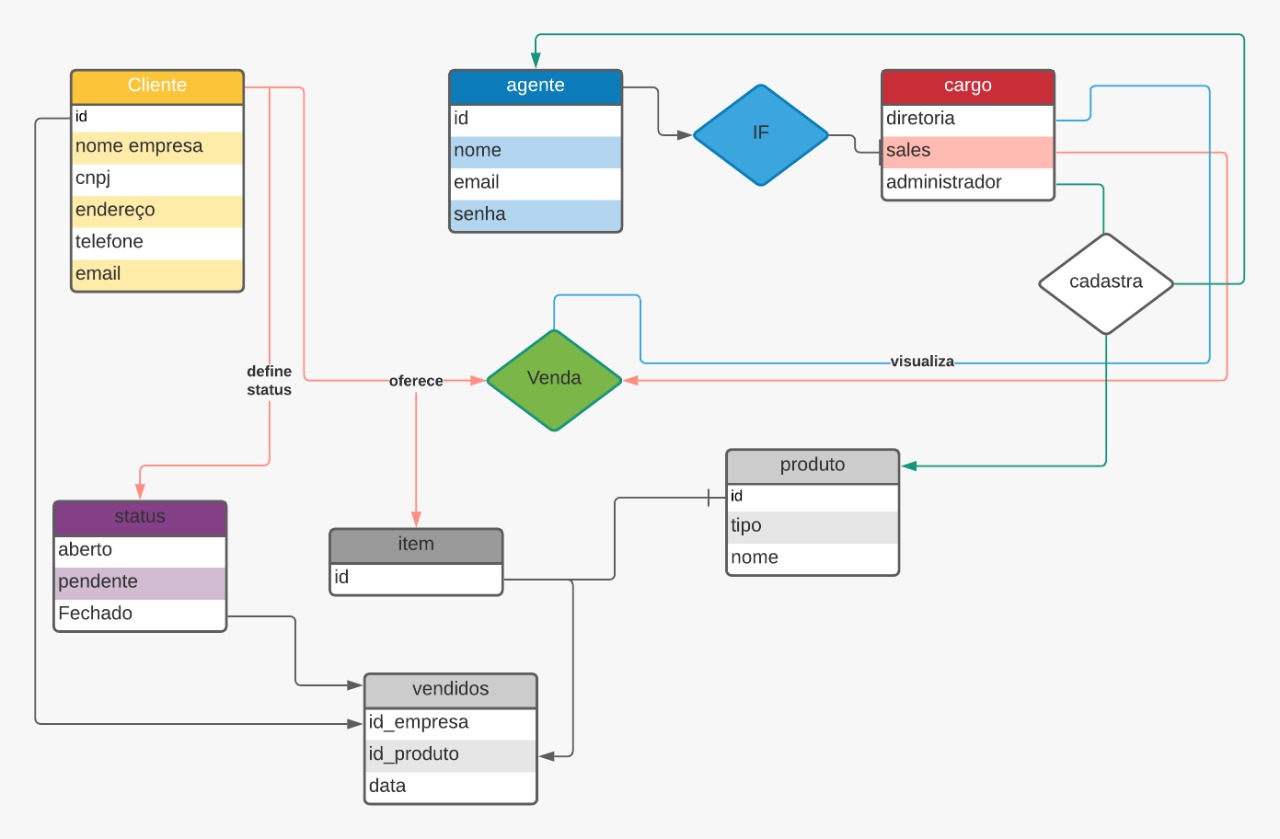 Cliente
id
nome empresa
cnpj
endereço
telefone
email
agente
id
nome
email
senha
IF
cargo
diretoria
sales
administrador
cadastra
define
status
oferece
Venda
visualiza
status
aberto
pendente
Fechado
item
id
produto
id
tipo
nome
vendidos
id_empresa
id_produto
data